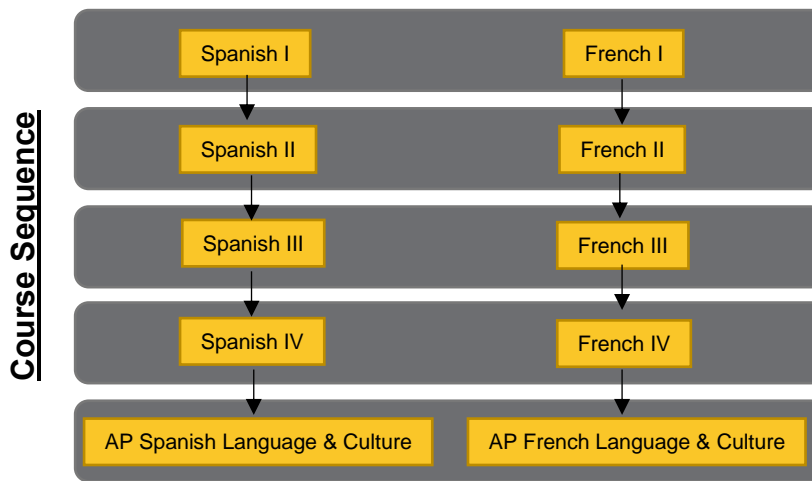 Course Sequence
Spanish I
French I
Spanish II
French II
Spanish III
French III
Spanish IV
French IV
AP Spanish Language & Culture
AP French Language & Culture